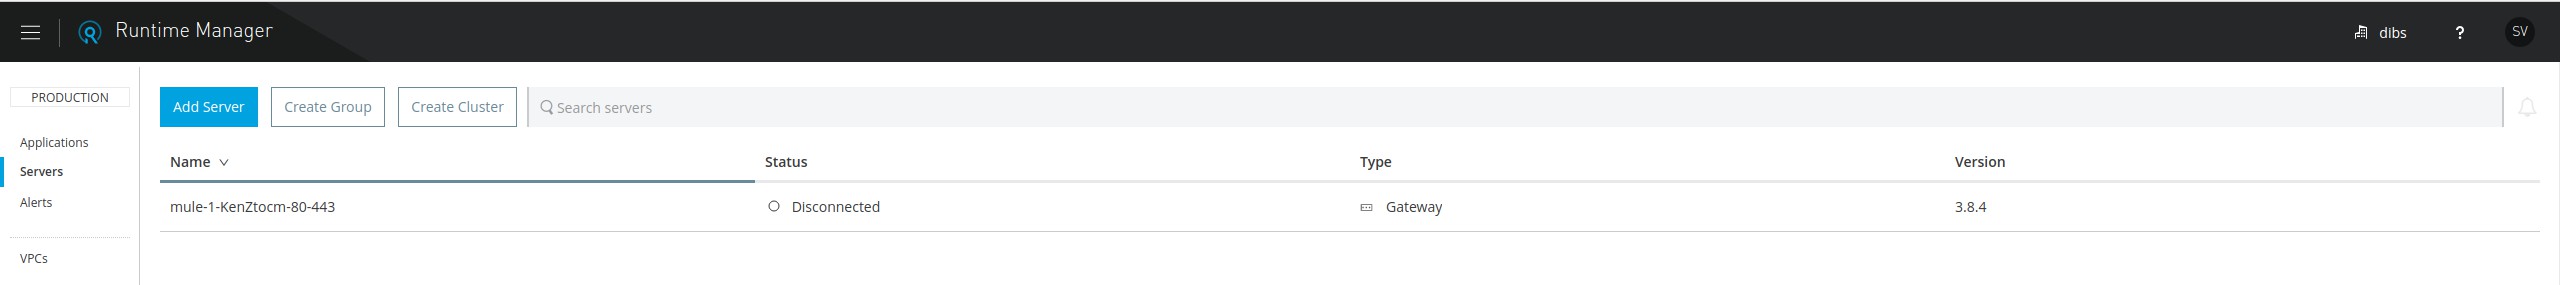 Runtime Manager
dibs
?
SV
PRODUCTION
Applications
Servers
Alerts
VPCs
Add Server
Create Group
Create Cluster
Search servers
Name Status Type Version
mule-1-KenZtocm-80-443 Disconnected Gateway 3.8.4